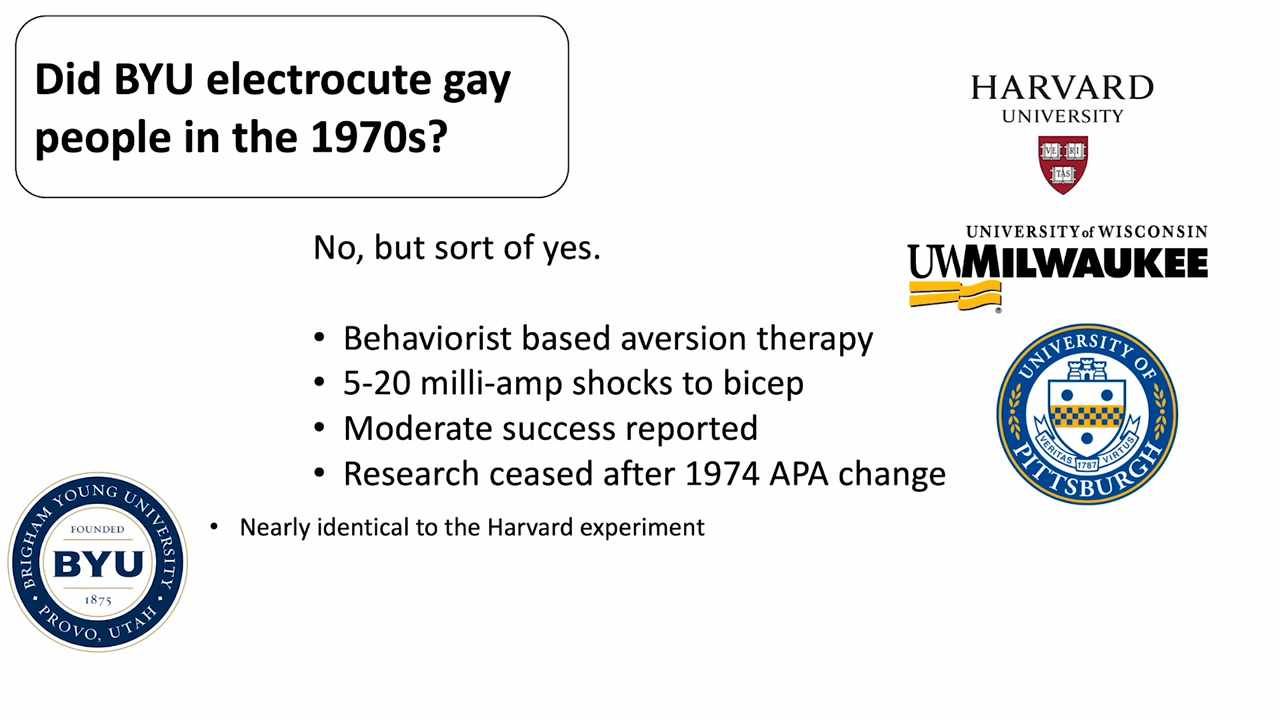 Did BYU electrocute gay
people in the 1970s?
HARVARD
UNIVERSITY
VE RI
TAS
UNIVERSITY of WISCONSIN
UWMILWAUKEE
®
No, but sort of yes.
• Behaviorist based aversion therapy
• 5-20 milli-amp shocks to bicep
• Moderate success reported
• Research ceased after 1974 APA change
• Nearly identical to the Harvard experiment
UNIVERSITY OF
PITTSBURGH
VERITAS 1787 VIRTUS
BRIGHAM YOUNG UNIVERSITY
FOUNDED
BYU
1875
PROVO, UTAH